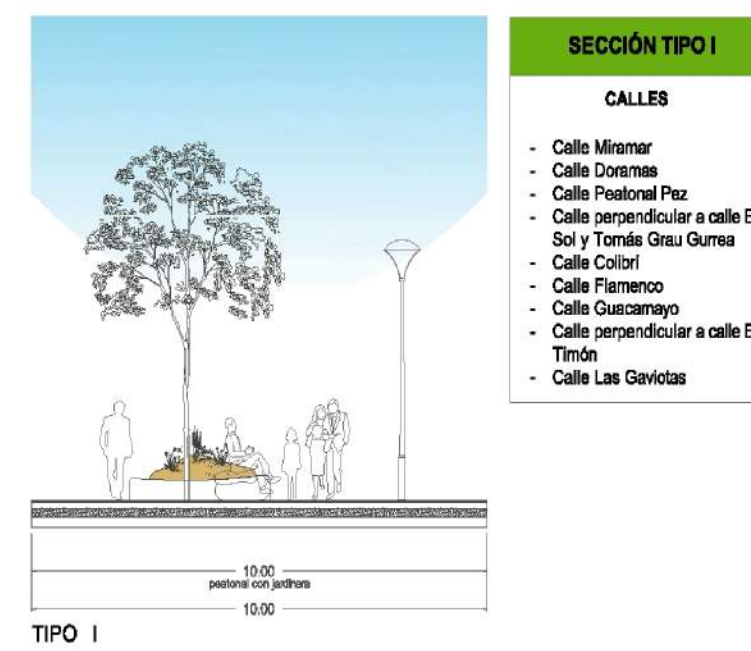 SECCIÓN TIPO I
CALLES
- Calle Miramar
- Calle Doramas
- Calle Peatonal Paz
- Calle perpendicular a calle E
Sol y Tomás Grau Gurrea
- Calle Colibrí
- Calle Flamenco
- Calle Guacamayo
- Calle perpendicular a calle E
Timón
- Calle Las Gaviotas
10.00
peatonal con jardinera
10.00
TIPO I